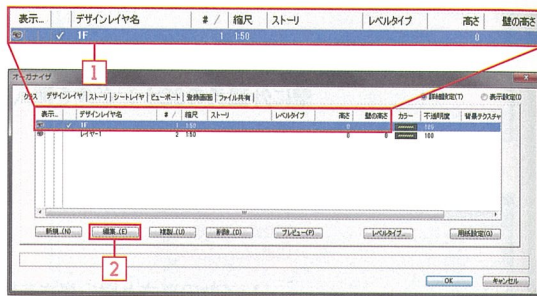 表示... デザインレイヤ名 # / 縮尺 ストーリ レベルタイプ 高さ 壁の高さ
✓ 1F 1 1:50 0
1
オーガナイザ
クラス デザインレイヤ ストーリ シートレイヤ ビューポート 登録画面 ファイル共有
詳細設定(T) 表示設定(I)
表示... デザインレイヤ名 # / 縮尺 ストーリ レベルタイプ 高さ 壁の高さ カラー 不透明度 背景テクスチャ
✓ 1F 1 1:50 0 0 100
レイヤ-1 2 1:50 0 0 100
新規...(N) 編集...(E) 複製...(U) 削除...(D) プレビュー(P) レベルタイプ... 用紙設定(G)
2
OK キャンセル